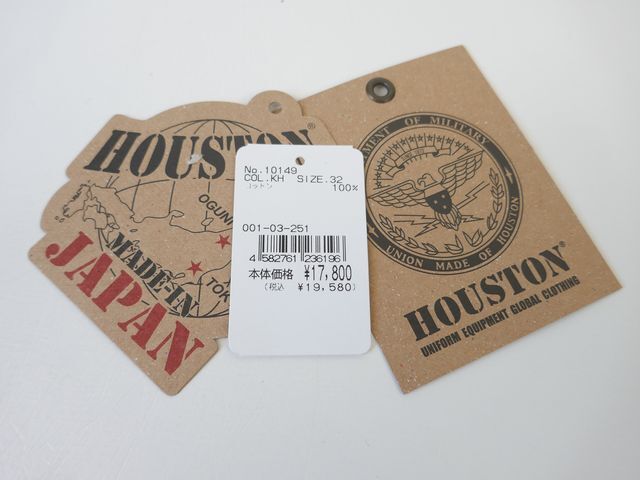 HOUSTON®
OGUNI
TOK
MADE-IN
JAPAN
No.10149
COL.KH SIZE.32
コットン 100%
001-03-251
4 582761 236196
本体価格 ¥17,800
(税込 ¥19,580)
MENT OF MILITARY
UNION MADE OF HOUSTON
HOUSTON®
UNIFORM EQUIPMENT GLOBAL CLOTHING